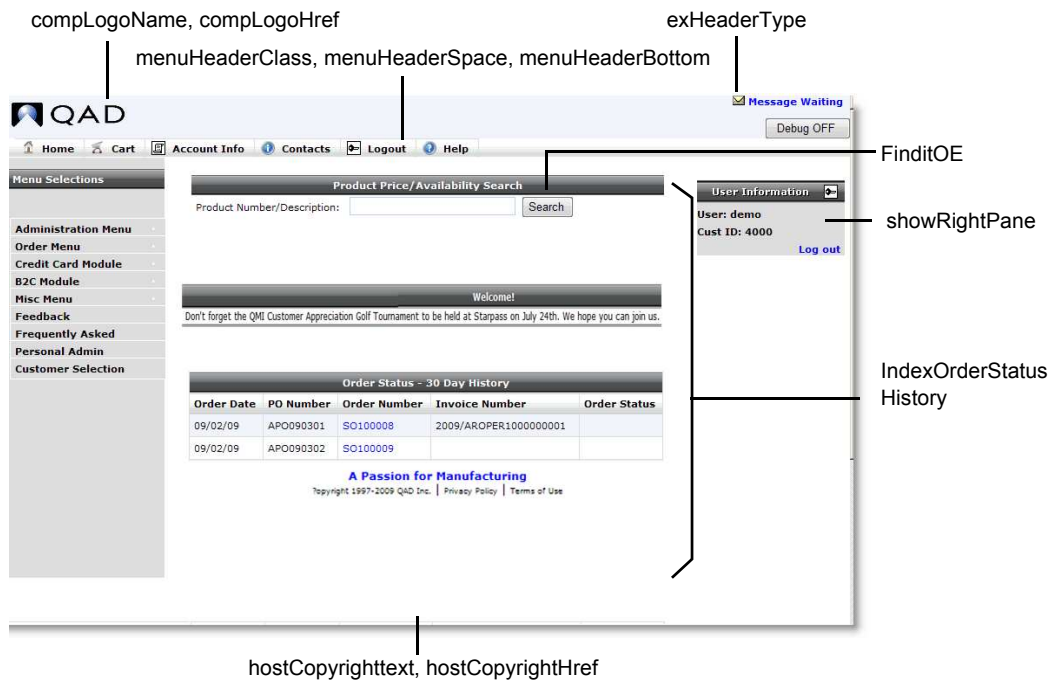 compLogoName, compLogoHref
exHeaderType
menuHeaderClass, menuHeaderSpace, menuHeaderBottom
QAD
Message Waiting
Debug OFF
Home Cart Account Info Contacts Logout Help
FinditOE
Menu Selections
Product Price/Availability Search
User Information
Product Number/Description:
Search
User: demo
showRightPane
Cust ID: 4000
Log out
Administration Menu
Order Menu
Credit Card Module
B2C Module
Misc Menu
Feedback
Frequently Asked
Personal Admin
Customer Selection
Welcome!
Don't forget the QMI Customer Appreciation Golf Tournament to be held at Starpass on July 24th. We hope you can join us.
IndexOrderStatus
History
Order Status - 30 Day History
Order Date PO Number Order Number Invoice Number Order Status
09/02/09 APO090301 SO100008 2009/AROPER1000000001
09/02/09 APO090302 SO100009
A Passion for Manufacturing
?opyright 1997-2009 QAD Inc. | Privacy Policy | Terms of Use
hostCopyrighttext, hostCopyrightHref